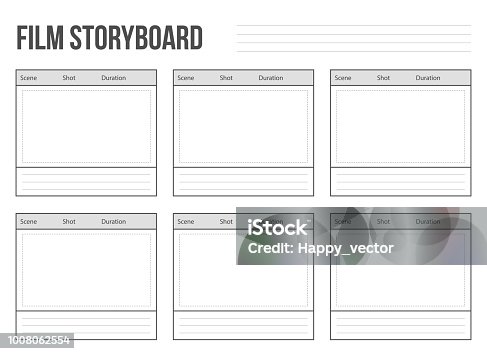 FILM STORYBOARD
Scene Shot Duration
Scene Shot Duration
Scene Shot Duration
Scene Shot Duration
Scene Shot Duration
Scene Shot Duration
iStock
Credit: Happy_vector
1008062554